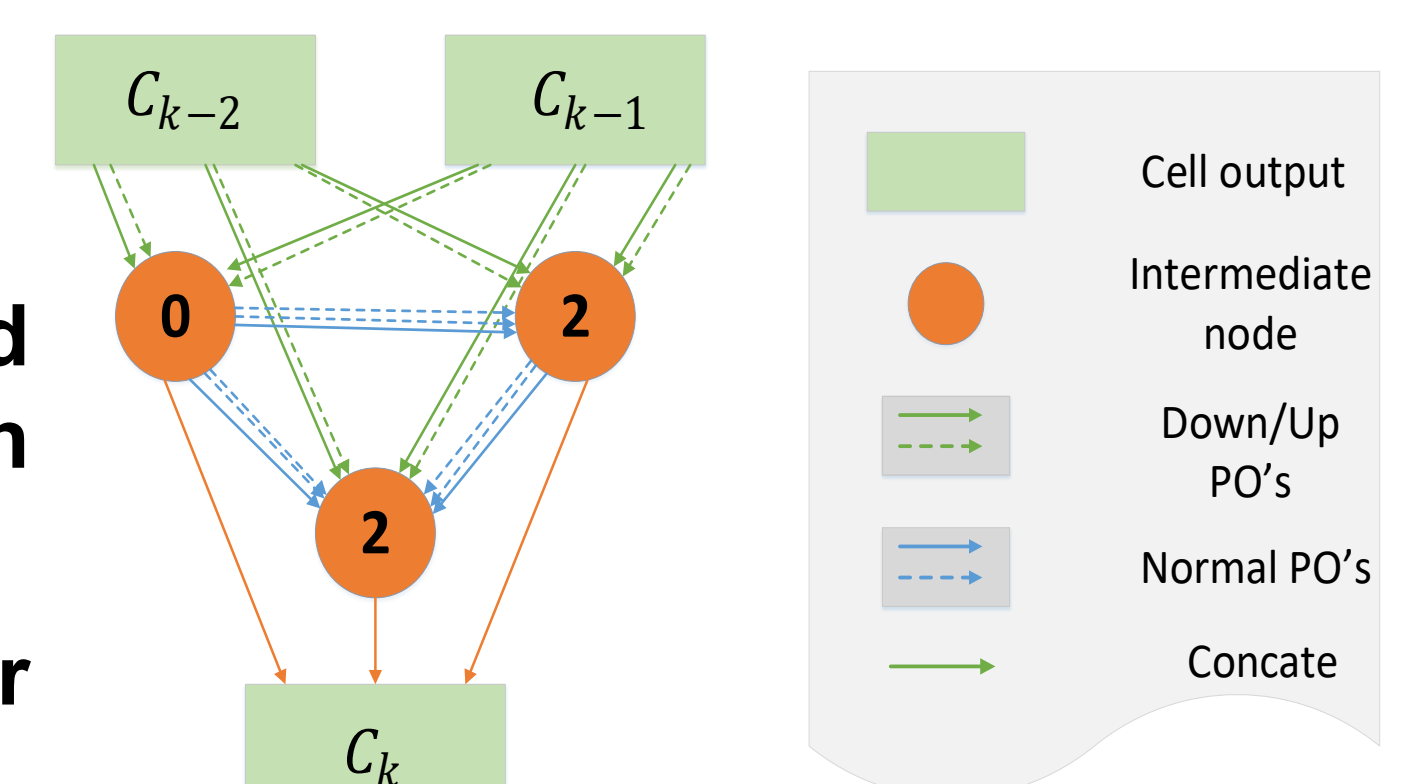 C_{k-2}
C_{k-1}
Cell output
Intermediate
node
0
2
d
Down/Up
PO's
n
2
Normal PO's
r
Concate
C_k